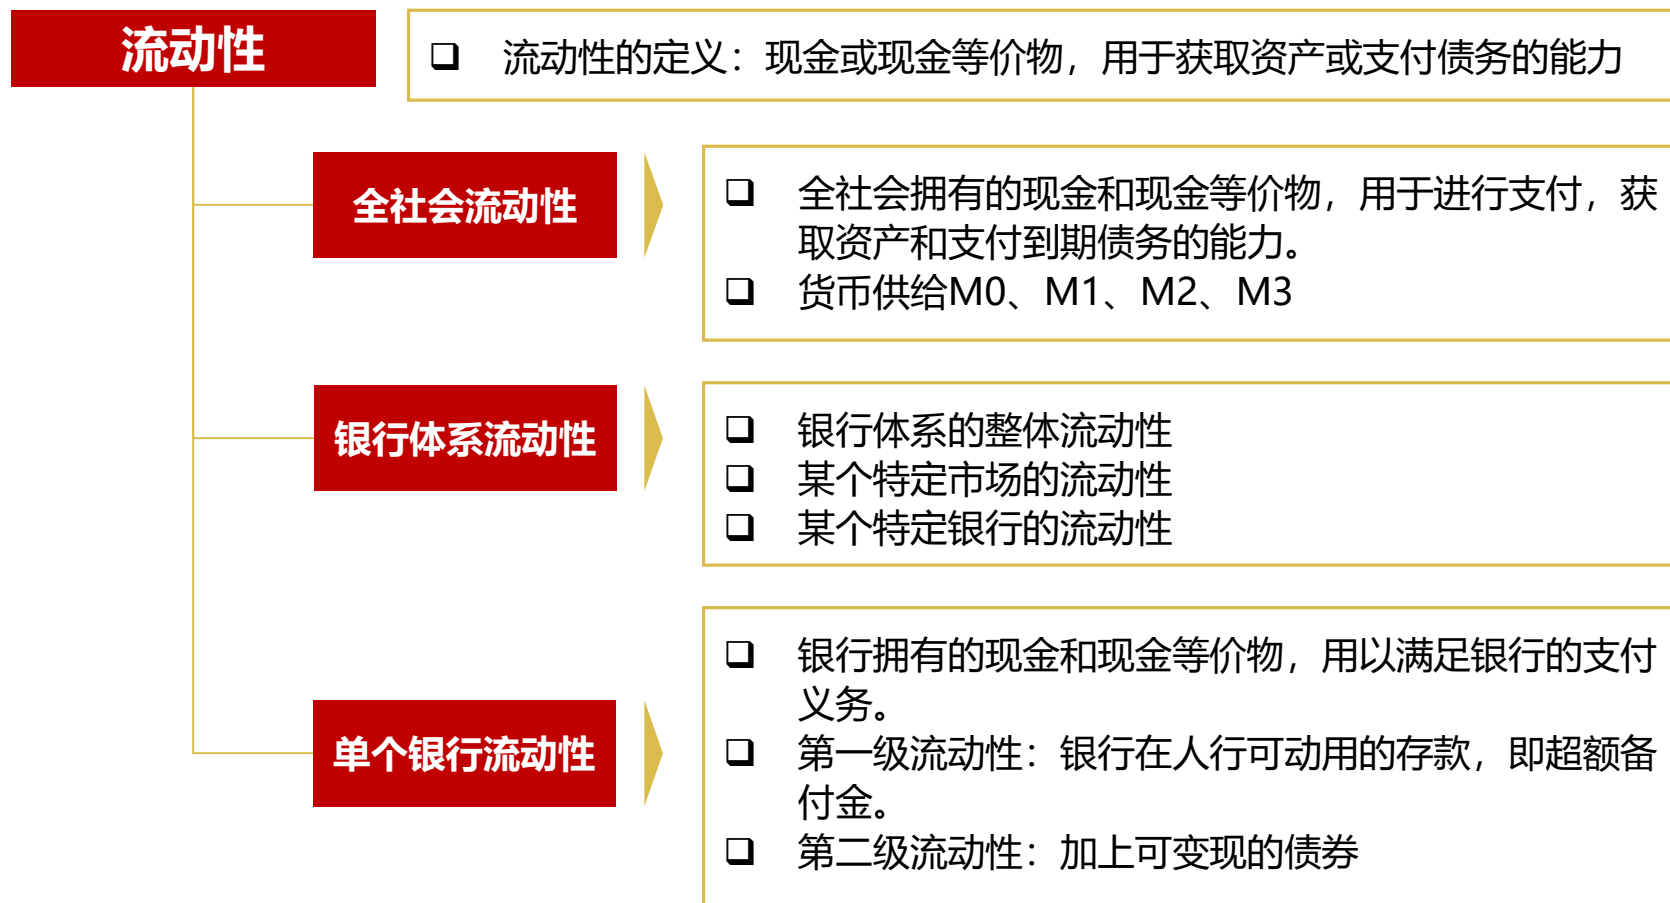 流动性
❑ 流动性的定义：现金或现金等价物，用于获取资产或支付债务的能力
全社会流动性
❑ 全社会拥有的现金和现金等价物，用于进行支付，获
取资产和支付到期债务的能力。
❑ 货币供给M0、M1、M2、M3
银行体系流动性
❑ 银行体系的整体流动性
❑ 某个特定市场的流动性
❑ 某个特定银行的流动性
单个银行流动性
❑ 银行拥有的现金和现金等价物，用以满足银行的支付
义务。
❑ 第一级流动性：银行在人行可动用的存款，即超额备
付金。
❑ 第二级流动性：加上可变现的债券